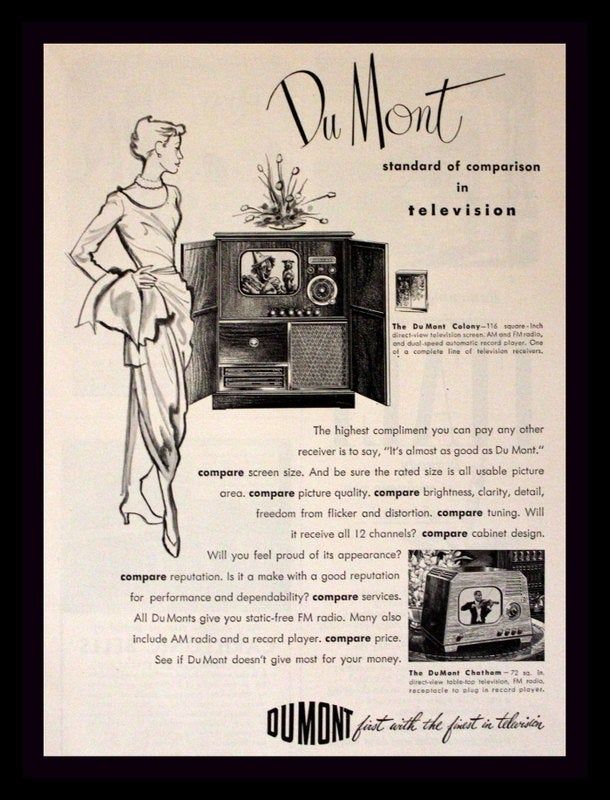 Du Mont
standard of comparison
in
television
The Du Mont Colony—116 square-inch
direct-view television screen. AM and FM radio,
and dual-speed automatic record player. One
of a complete line of television receivers.
The highest compliment you can pay any other
receiver is to say, "It's almost as good as Du Mont."
compare screen size. And be sure the rated size is all usable picture
area. compare picture quality. compare brightness, clarity, detail,
freedom from flicker and distortion. compare tuning. Will
it receive all 12 channels? compare cabinet design.
Will you feel proud of its appearance?
compare reputation. Is it a make with a good reputation
for performance and dependability? compare services.
All DuMonts give you static-free FM radio. Many also
include AM radio and a record player. compare price.
See if DuMont doesn't give most for your money.
The DuMont Chatham — 72 sq. in.
direct-view table-top television, FM radio,
receptacle to plug in record player.
DUMONT first with the finest in television